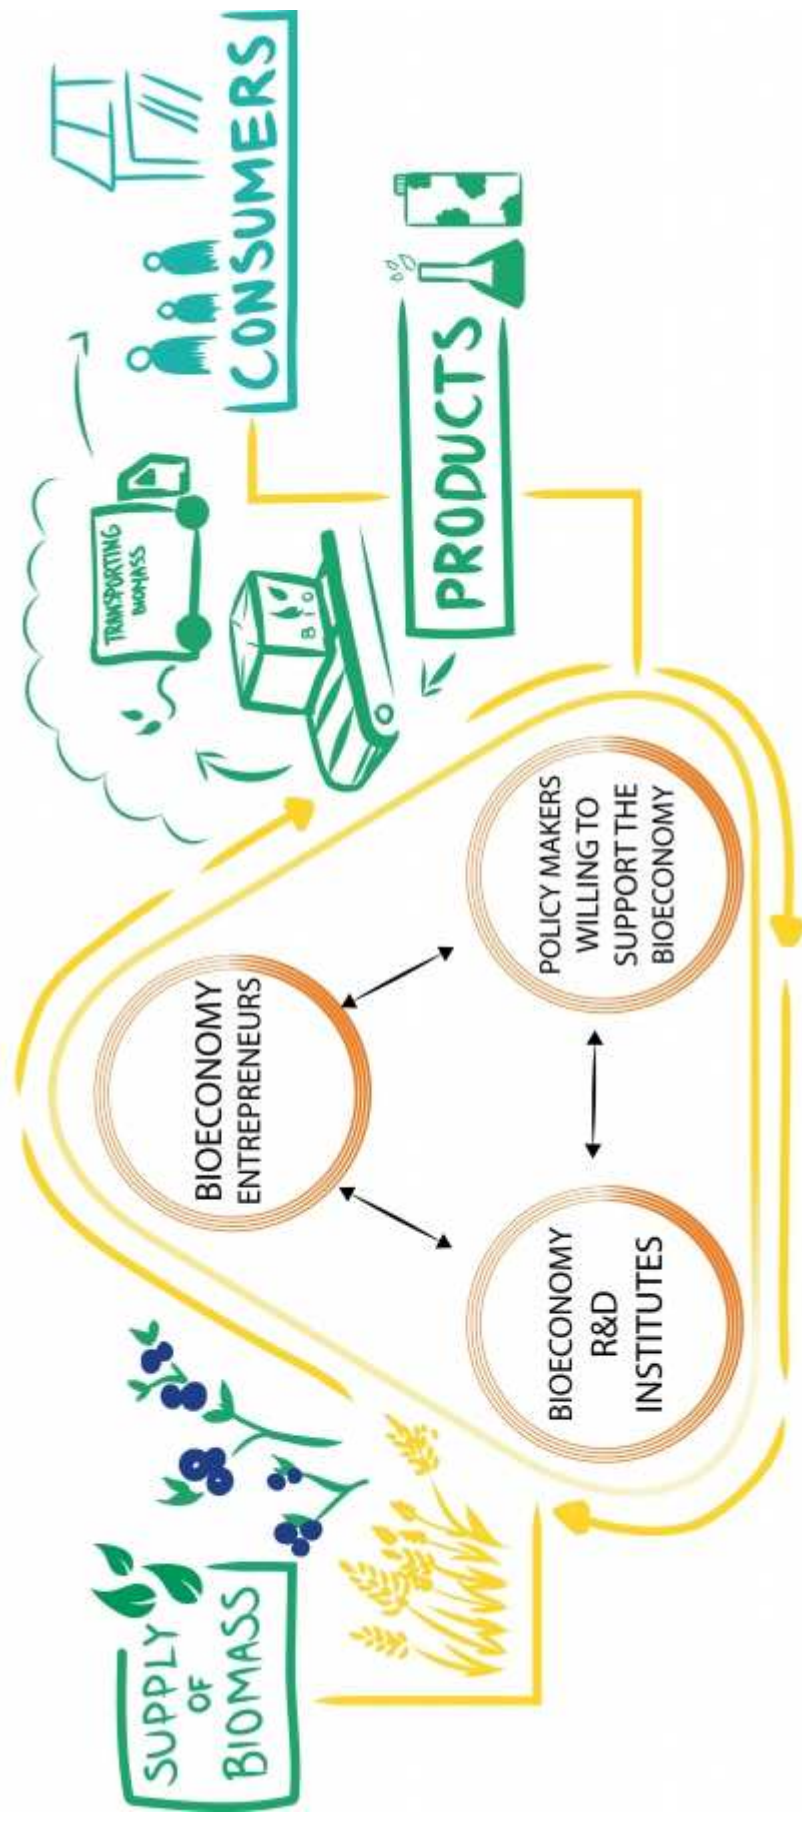 SUPPLY
OF
BIOMASS
BIOECONOMY
ENTREPRENEURS
BIOECONOMY
R&D
INSTITUTES
POLICY MAKERS
WILLING TO
SUPPORT THE
BIOECONOMY
TRANSPORTING
BIOMASS
BIO
PRODUCTS
CONSUMERS